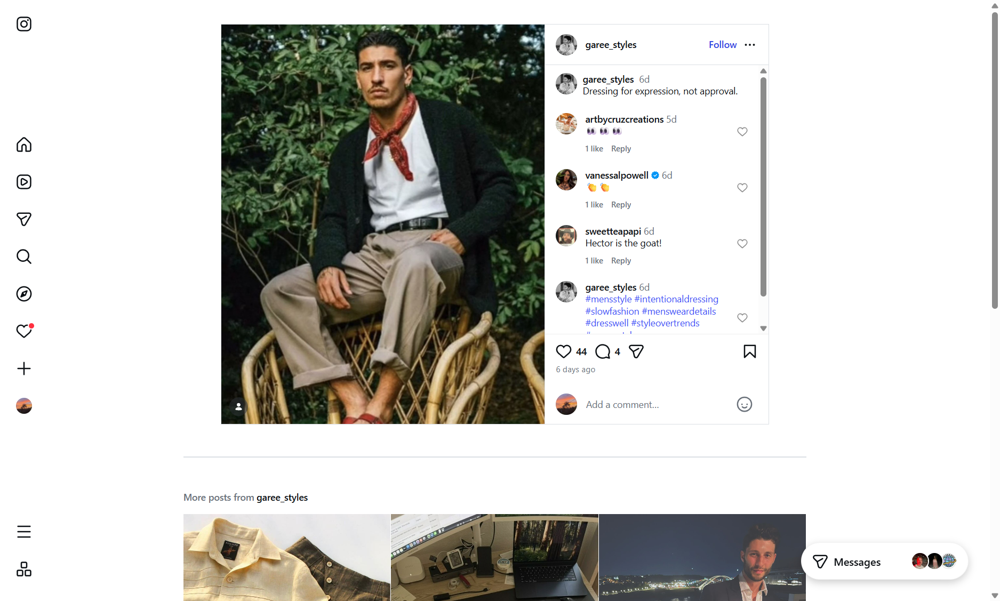 garee_styles
Follow
garee_styles 6d
Dressing for expression, not approval.
artbycruzcreations 5d
👀 👀 👀
1 like Reply
vanessalpowell 6d
👏 👏
1 like Reply
sweetteapapi 6d
Hector is the goat!
1 like Reply
garee_styles 6d
#mensstyle #intentionaldressing
#slowfashion #menswear​details
#dresswell #styleovertrends
44 4
6 days ago
Add a comment...
More posts from garee_styles
Messages